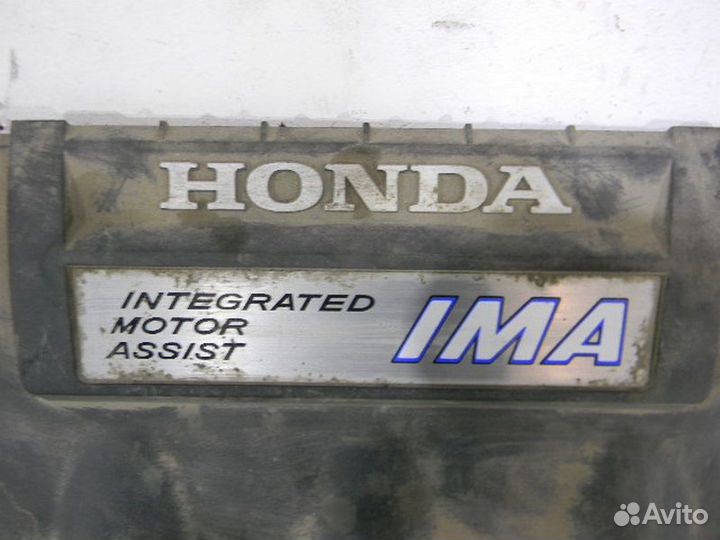 HONDA
INTEGRATED
MOTOR
ASSIST
IMA
Avito